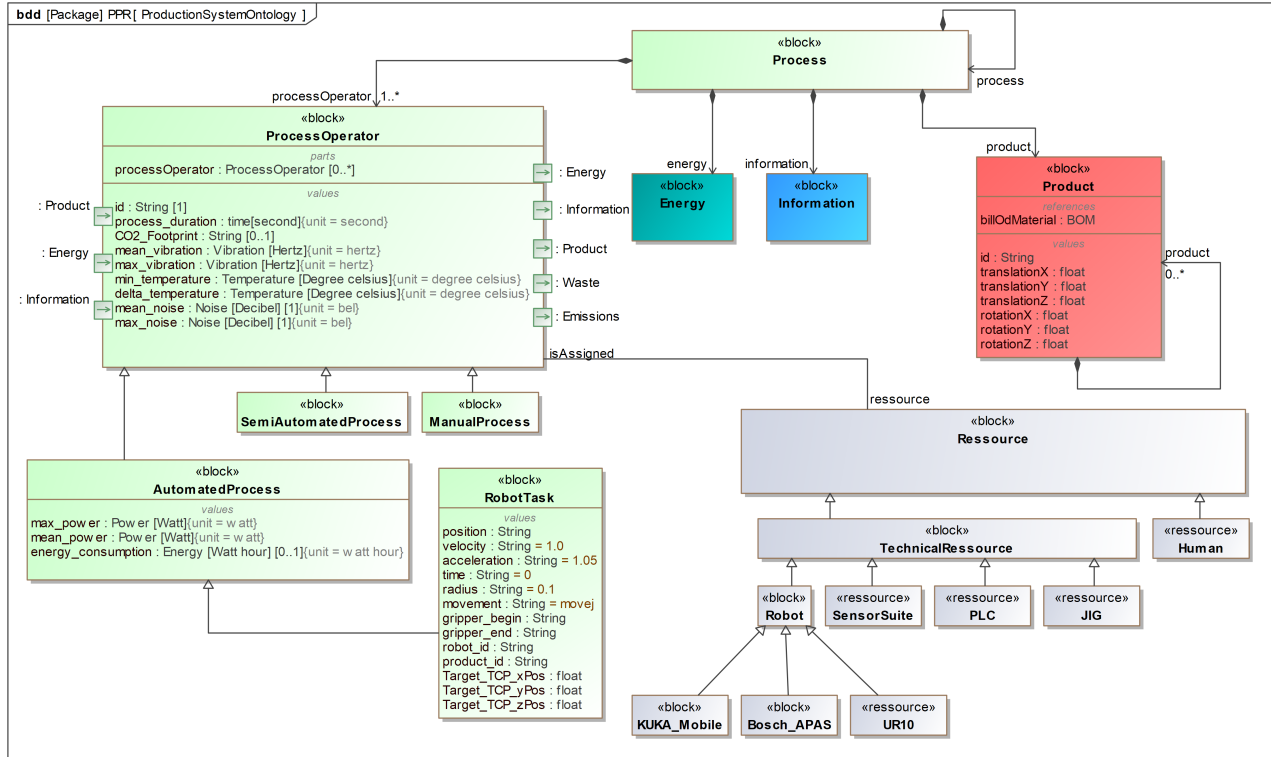 bdd [Package] PPR[ ProductionSystemOntology ]
«block»
Process
process
processOperator 1..*
«block»
ProcessOperator
parts
processOperator : ProcessOperator [0..*]
values
id : String [1]
process_duration : time[second]{unit = second}
CO2_Footprint : String [0..1]
mean_vibration : Vibration [Hertz]{unit = hertz}
max_vibration : Vibration [Hertz]{unit = hertz}
min_temperature : Temperature [Degree celsius]{unit = degree celsius}
delta_temperature : Temperature [Degree celsius]{unit = degree celsius}
mean_noise : Noise [Decibel] [1]{unit = bel}
max_noise : Noise [Decibel] [1]{unit = bel}
: Product
: Energy
: Information
: Energy
: Information
: Product
: Waste
: Emissions
energy
«block»
Energy
information
«block»
Information
product
«block»
Product
references
billOdMaterial : BOM
values
id : String
translationX : float
translationY : float
translationZ : float
rotationX : float
rotationY : float
rotationZ : float
product
0..*
isAssigned
ressource
«block»
SemiAutomatedProcess
«block»
ManualProcess
«block»
Ressource
«block»
AutomatedProcess
values
max_power : Power [Watt]{unit = watt}
mean_power : Power [Watt]{unit = watt}
energy_consumption : Energy [Watt hour] [0..1]{unit = watt hour}
«block»
RobotTask
values
position : String
velocity : String = 1.0
acceleration : String = 1.05
time : String = 0
radius : String = 0.1
movement : String = movej
gripper_begin : String
gripper_end : String
robot_id : String
product_id : String
Target_TCP_xPos : float
Target_TCP_yPos : float
Target_TCP_zPos : float
«block»
TechnicalRessource
«ressource»
Human
«block»
Robot
«ressource»
SensorSuite
«ressource»
PLC
«ressource»
JIG
«block»
KUKA_Mobile
«block»
Bosch_APAS
«ressource»
UR10